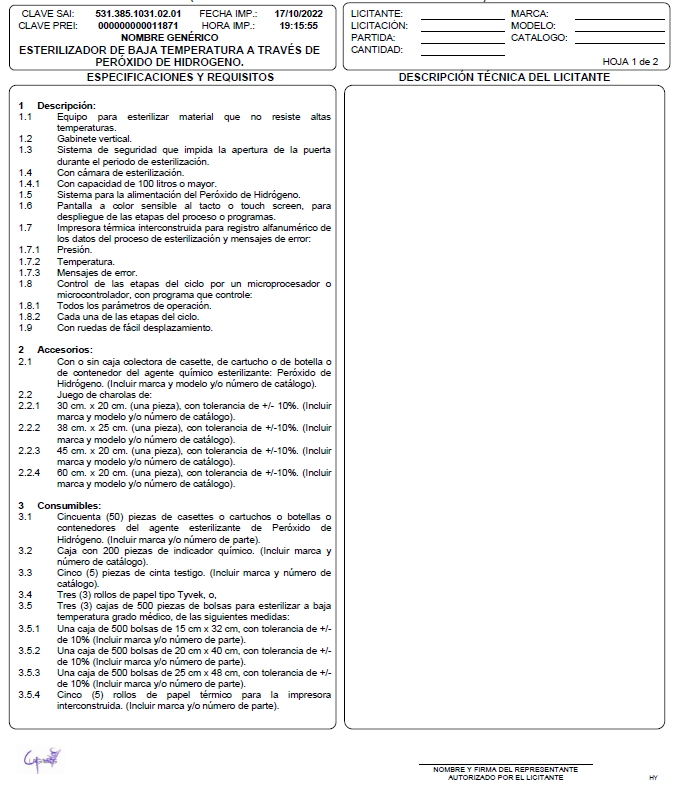 CLAVE SAI: 531.385.1031.02.01 FECHA IMP.: 17/10/2022
CLAVE PREI: 000000000011871 HORA IMP.: 19:15:55
NOMBRE GENÉRICO
ESTERILIZADOR DE BAJA TEMPERATURA A TRAVÉS DE
PERÓXIDO DE HIDROGENO.
LICITANTE: MARCA:
LICITACIÓN: MODELO:
PARTIDA: CATALOGO:
CANTIDAD:
HOJA 1 de 2
ESPECIFICACIONES Y REQUISITOS
DESCRIPCIÓN TÉCNICA DEL LICITANTE
1 Descripción:
1.1 Equipo para esterilizar material que no resiste altas
temperaturas.
1.2 Gabinete vertical.
1.3 Sistema de seguridad que impida la apertura de la puerta
durante el periodo de esterilización.
1.4 Con cámara de esterilización.
1.4.1 Con capacidad de 100 litros o mayor.
1.5 Sistema para la alimentación del Peróxido de Hidrógeno.
1.6 Pantalla a color sensible al tacto o touch screen, para
despliegue de las etapas del proceso o programas.
1.7 Impresora térmica interconstruida para registro alfanumérico de
los datos del proceso de esterilización y mensajes de error:
1.7.1 Presión.
1.7.2 Temperatura.
1.7.3 Mensajes de error.
1.8 Control de las etapas del ciclo por un microprocesador o
microcontrolador, con programa que controle:
1.8.1 Todos los parámetros de operación.
1.8.2 Cada una de las etapas del ciclo.
1.9 Con ruedas de fácil desplazamiento.
2 Accesorios:
2.1 Con o sin caja colectora de casette, de cartucho o de botella o
de contenedor del agente químico esterilizante: Peróxido de
Hidrógeno. (Incluir marca y modelo y/o número de catálogo).
2.2 Juego de charolas de:
2.2.1 30 cm. x 20 cm. (una pieza), con tolerancia de +/- 10%. (Incluir
marca y modelo y/o número de catálogo).
2.2.2 38 cm. x 25 cm. (una pieza), con tolerancia de +/-10%. (Incluir
marca y modelo y/o número de catálogo).
2.2.3 45 cm. x 20 cm. (una pieza), con tolerancia de +/-10%. (Incluir
marca y modelo y/o número de catálogo).
2.2.4 60 cm. x 20 cm. (una pieza), con tolerancia de +/-10%. (Incluir
marca y modelo y/o número de catálogo).
3 Consumibles:
3.1 Cincuenta (50) piezas de casettes o cartuchos o botellas o
contenedores del agente esterilizante de Peróxido de
Hidrógeno. (Incluir marca y/o número de parte).
3.2 Caja con 200 piezas de indicador químico. (Incluir marca y
número de catálogo).
3.3 Cinco (5) piezas de cinta testigo. (Incluir marca y número de
catálogo).
3.4 Tres (3) rollos de papel tipo Tyvek, o,
3.5 Tres (3) cajas de 500 piezas de bolsas para esterilizar a baja
temperatura grado médico, de las siguientes medidas:
3.5.1 Una caja de 500 bolsas de 15 cm x 32 cm, con tolerancia de +/-
de 10% (Incluir marca y/o número de parte).
3.5.2 Una caja de 500 bolsas de 20 cm x 40 cm, con tolerancia de +/-
de 10% (Incluir marca y/o número de parte).
3.5.3 Una caja de 500 bolsas de 25 cm x 48 cm, con tolerancia de +/-
de 10% (Incluir marca y/o número de parte).
3.5.4 Cinco (5) rollos de papel térmico para la impresora
interconstruida. (Incluir marca y/o número de parte).
NOMBRE Y FIRMA DEL REPRESENTANTE
AUTORIZADO POR EL LICITANTE
HY